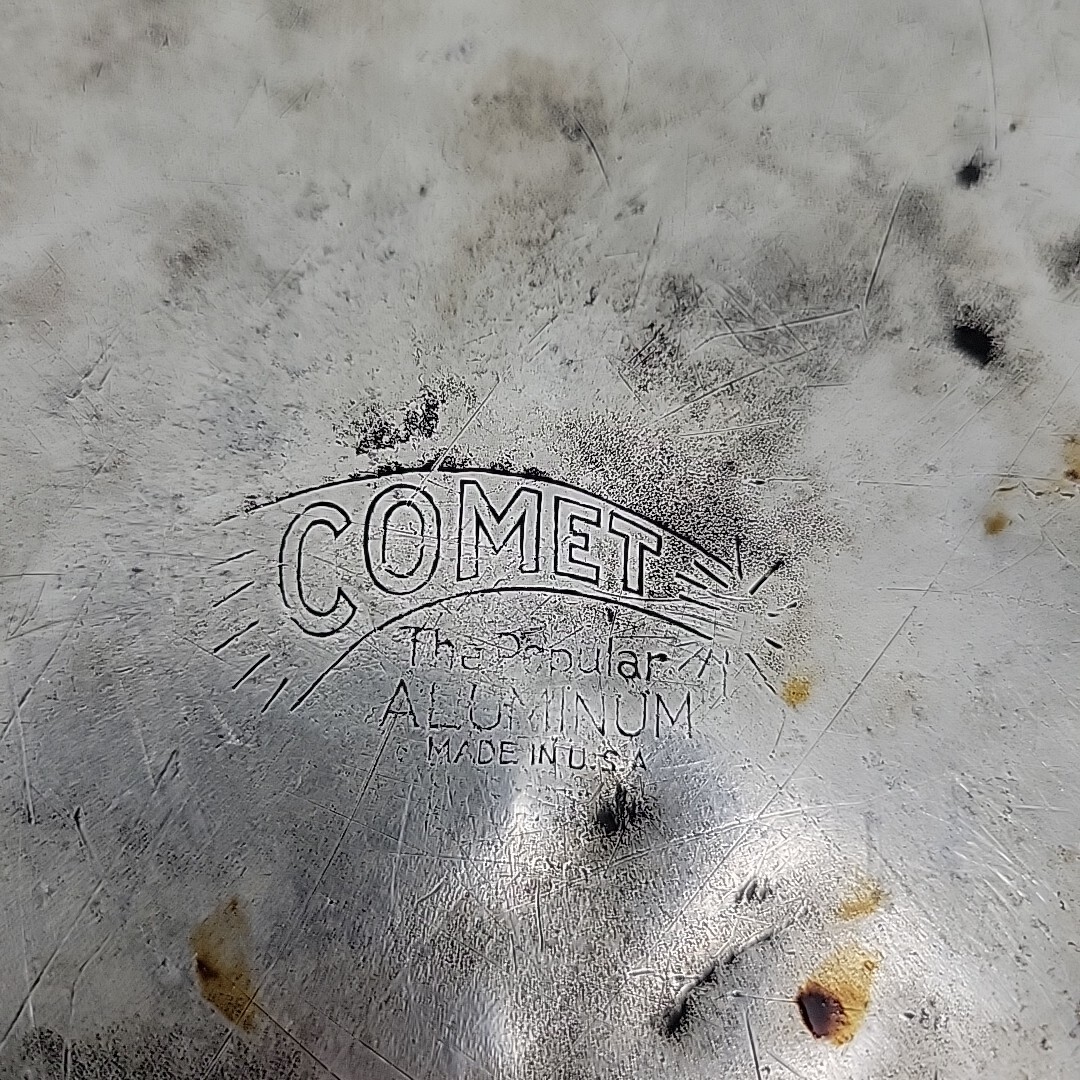 COMET
The Popular
ALUMINUM
MADE IN U.S.A